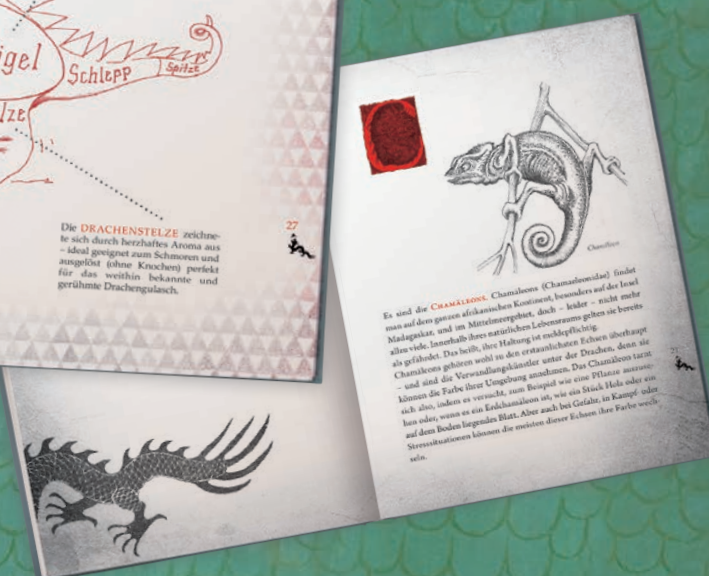 igel
Schlepp
Spitze
lze
Die DRACHENSTELZE zeichne-
te sich durch herzhaftes Aroma aus
– ideal geeignet zum Schmoren und
ausgelöst (ohne Knochen) perfekt
für das weithin bekannte und
gerühmte Drachengulasch.
27
C
Chamäleon
Es sind die CHAMÄLEONS. Chamäleons (Chamaeleonidae) findet
man auf dem ganzen afrikanischen Kontinent, besonders auf der Insel
Madagaskar, und im Mittelmeergebiet, doch – leider – nicht mehr
allzu viele. Innerhalb ihres natürlichen Lebensraums gelten sie bereits
als gefährdet. Das heißt, ihre Haltung ist meldepflichtig.
Chamäleons gehören wohl zu den erstaunlichsten Echsen überhaupt
– und sind die Verwandlungskünstler unter der Drachen, denn sie
können die Farbe ihrer Umgebung annehmen. Das Chamäleon tarnt
sich also, indem es versucht, zum Beispiel wie eine Pflanze auszuse-
hen oder, wenn es ein Erdchamäleon ist, wie ein Stück Holz oder ein
auf dem Boden liegendes Blatt. Aber auch bei Gefahr, in Kampf- oder
Stresssituationen können die meisten dieser Echsen ihre Farbe wech-
seln.